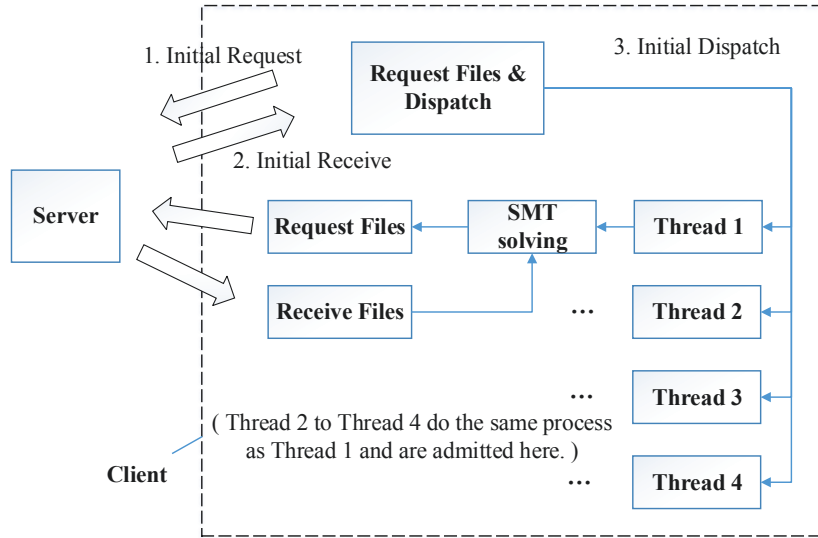 1. Initial Request
3. Initial Dispatch
Request Files &
Dispatch
2. Initial Receive
Server
Request Files
SMT
solving
Thread 1
Receive Files
...
Thread 2
...
Thread 3
( Thread 2 to Thread 4 do the same process
as Thread 1 and are admitted here. )
Client
...
Thread 4